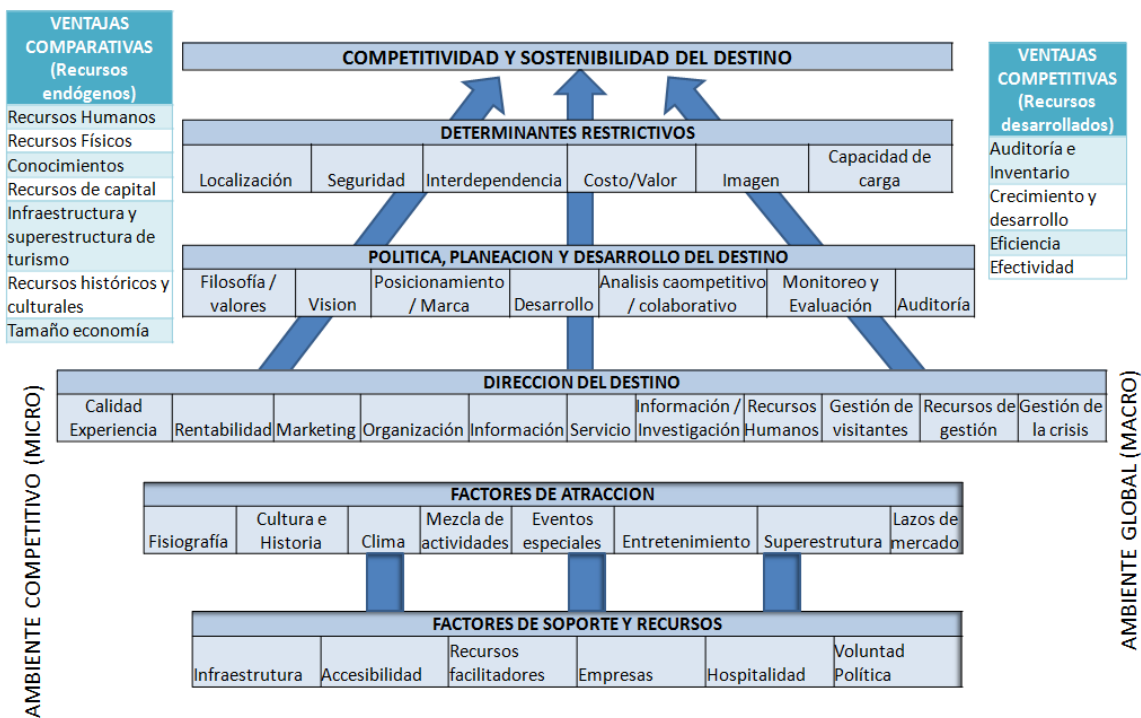 VENTAJAS
COMPARATIVAS
(Recursos
endógenos)
Recursos Humanos
Recursos Físicos
Conocimientos
Recursos de capital
Infraestructura y
superestructura de
turismo
Recursos históricos y
culturales
Tamaño economía
COMPETITIVIDAD Y SOSTENIBILIDAD DEL DESTINO
VENTAJAS
COMPETITIVAS
(Recursos
desarrollados)
Auditoría e
Inventario
Crecimiento y
desarrollo
Eficiencia
Efectividad
DETERMINANTES RESTRICTIVOS
Localización
Seguridad
Interdependencia
Costo/Valor
Imagen
Capacidad de
carga
POLITICA, PLANEACION Y DESARROLLO DEL DESTINO
Filosofía /
valores
Vision
Posicionamiento
/ Marca
Desarrollo
Analisis caompetitivo
/ colaborativo
Monitoreo y
Evaluación
Auditoría
DIRECCION DEL DESTINO
Calidad
Experiencia
Rentabilidad
Marketing
Organización
Información
Servicio
Información /
Investigación
Recursos
Humanos
Gestión de
visitantes
Recursos de
gestión
Gestión de
la crisis
FACTORES DE ATRACCION
Fisiografía
Cultura e
Historia
Clima
Mezcla de
actividades
Eventos
especiales
Entretenimiento
Superestrutura
Lazos de
mercado
FACTORES DE SOPORTE Y RECURSOS
Infraestrutura
Accesibilidad
Recursos
facilitadores
Empresas
Hospitalidad
Voluntad
Política
AMBIENTE COMPETITIVO (MICRO)
AMBIENTE GLOBAL (MACRO)